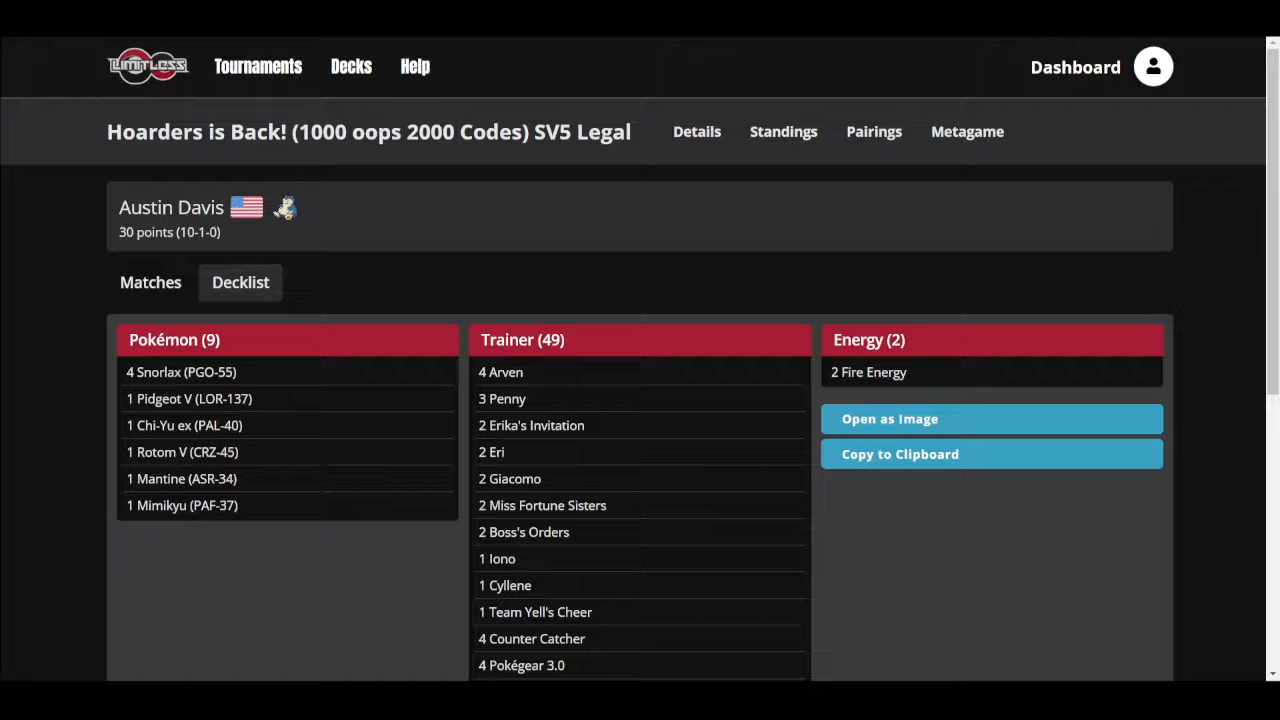 LIMITLESS
Tournaments
Decks
Help
Dashboard
Hoarders is Back! (1000 oops 2000 Codes) SV5 Legal
Details
Standings
Pairings
Metagame
Austin Davis
30 points (10-1-0)
Matches
Decklist
Pokémon (9)
4 Snorlax (PGO-55)
1 Pidgeot V (LOR-137)
1 Chi-Yu ex (PAL-40)
1 Rotom V (CRZ-45)
1 Mantine (ASR-34)
1 Mimikyu (PAF-37)
Trainer (49)
4 Arven
3 Penny
2 Erika's Invitation
2 Eri
2 Giacomo
2 Miss Fortune Sisters
2 Boss's Orders
1 Iono
1 Cyllene
1 Team Yell's Cheer
4 Counter Catcher
4 Pokégear 3.0
Energy (2)
2 Fire Energy
Open as Image
Copy to Clipboard